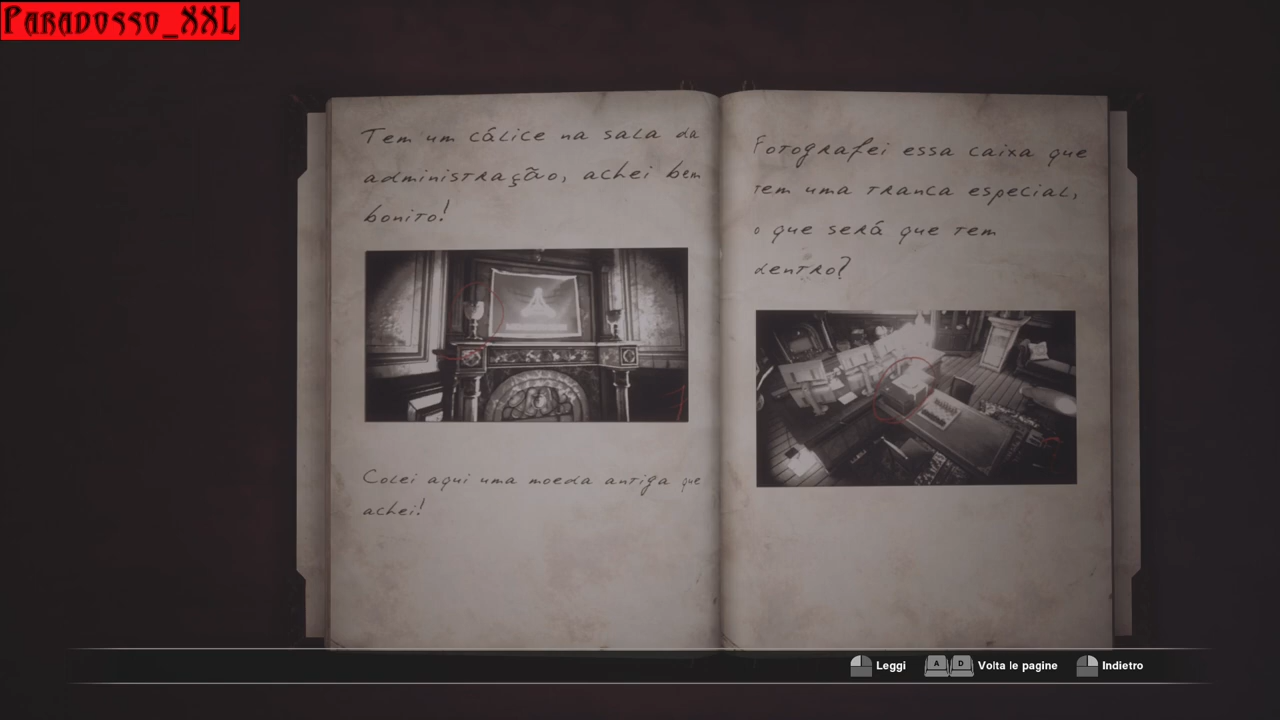 Paradosso_XXL
Tem um cálice na sala da
administração, achei bem
bonito!
Colei aqui uma moeda antiga que
achei!
Fotografei essa caixa que
tem uma tranca especial,
o que será que tem
dentro?
Leggi
A D Volta le pagine
Indietro